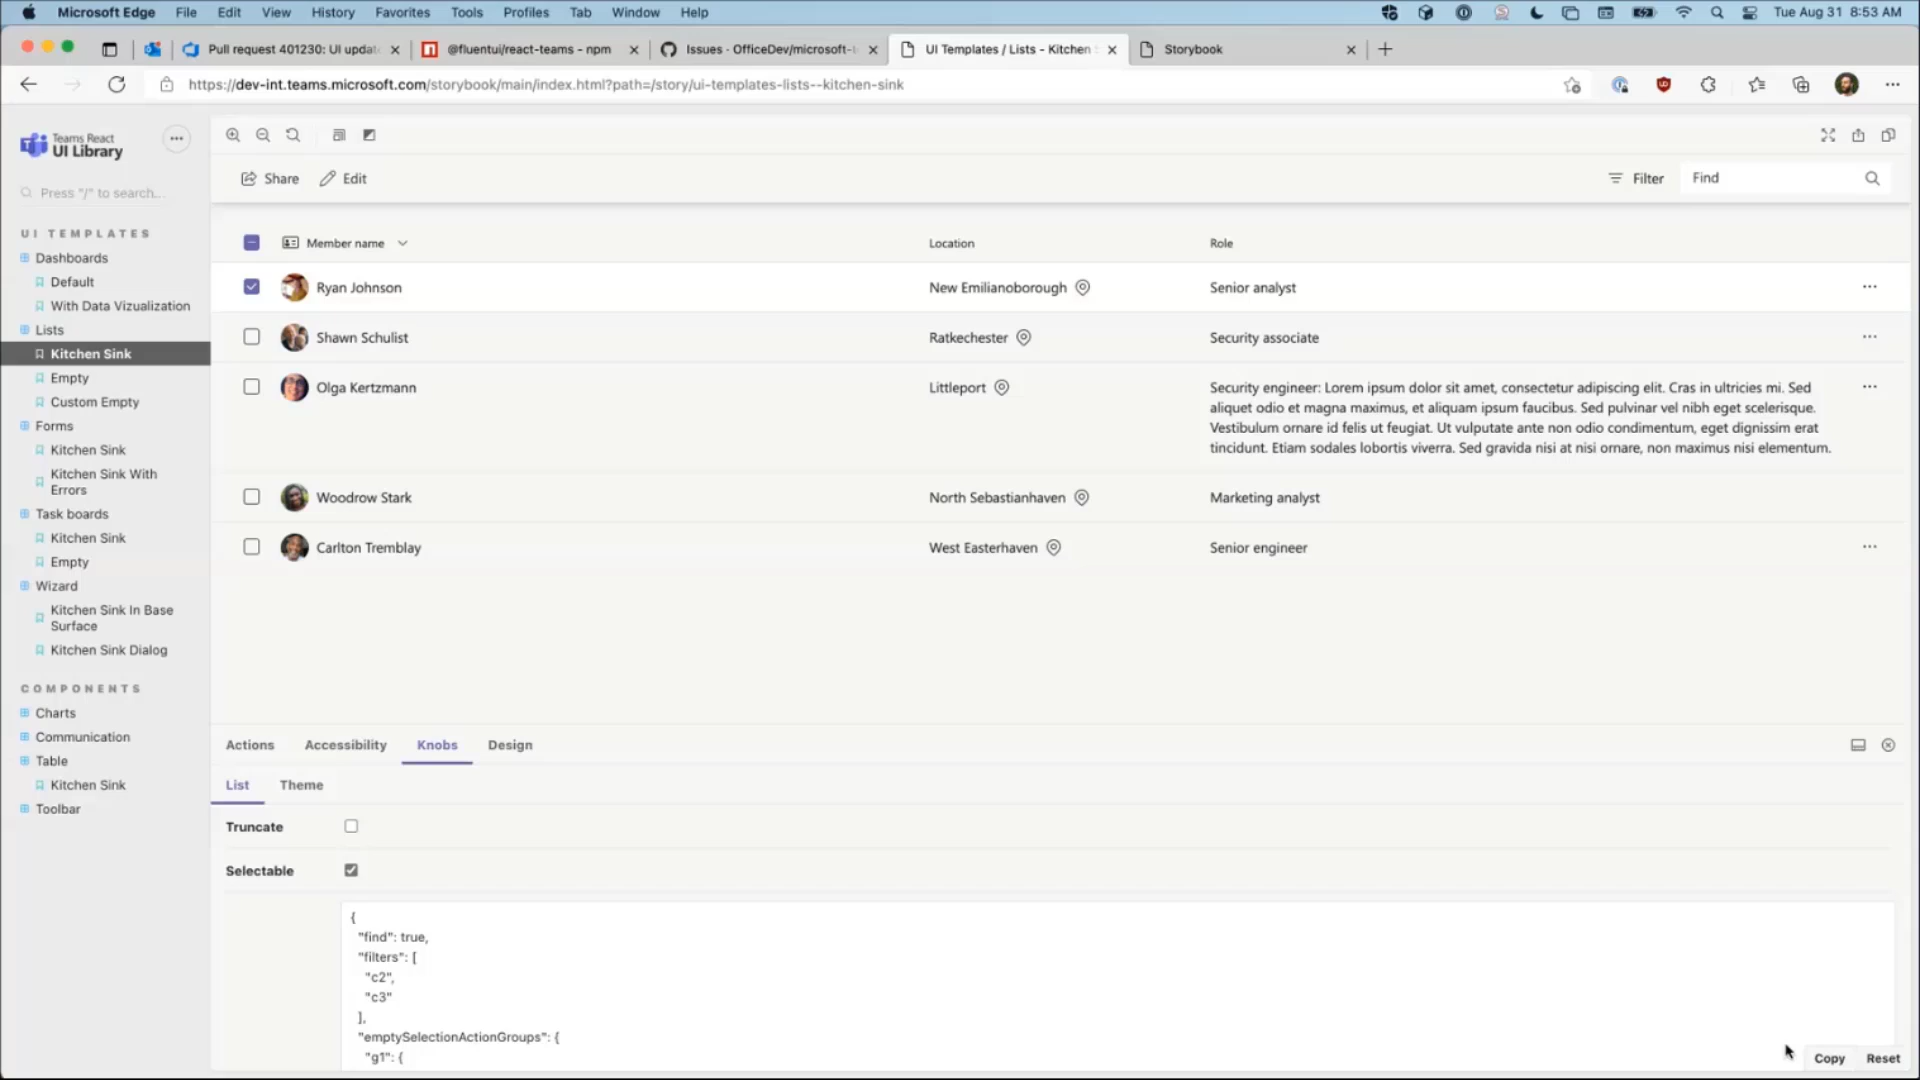 Microsoft Edge File Edit View History Favorites Tools Profiles Tab Window Help Tue Aug 31 8:53 AM
Pull request 401230: UI updat @fluentui/react-teams - npm Issues · OfficeDev/microsoft-t UI Templates / Lists - Kitchen Storybook
https://dev-int.teams.microsoft.com/storybook/main/index.html?path=/story/ui-templates-lists--kitchen-sink
Teams React
UI Library
Press "/" to search...
UI TEMPLATES
Dashboards
Default
With Data Vizualization
Lists
Kitchen Sink
Empty
Custom Empty
Forms
Kitchen Sink
Kitchen Sink With
Errors
Task boards
Kitchen Sink
Empty
Wizard
Kitchen Sink In Base
Surface
Kitchen Sink Dialog
COMPONENTS
Charts
Communication
Table
Kitchen Sink
Toolbar
Share Edit Filter Find
Member name Location Role
Ryan Johnson New Emilianoborough Senior analyst
Shawn Schulist Ratkechester Security associate
Olga Kertzmann Littleport Security engineer: Lorem ipsum dolor sit amet, consectetur adipiscing elit. Cras in ultricies mi. Sed
aliquet odio et magna maximus, et aliquam ipsum faucibus. Sed pulvinar vel nibh eget scelerisque.
Vestibulum ornare id felis ut feugiat. Ut vulputate ante non odio condimentum, eget dignissim erat
tincidunt. Etiam sodales lobortis viverra. Sed gravida nisi at nisi ornare, non maximus nisi elementum.
Woodrow Stark North Sebastianhaven Marketing analyst
Carlton Tremblay West Easterhaven Senior engineer
Actions Accessibility Knobs Design
List Theme
Truncate
Selectable
{
"find": true,
"filters": [
"c2",
"c3"
],
"emptySelectionActionGroups": {
"g1": {
Copy Reset